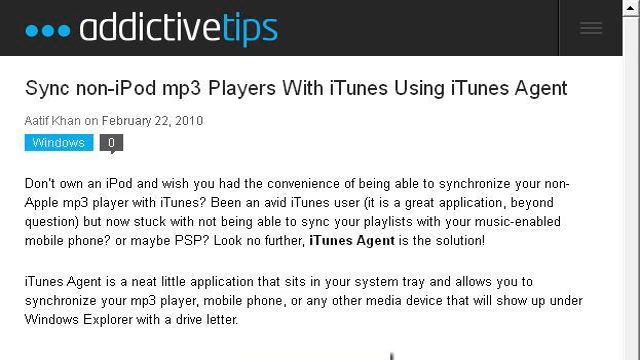 addictivetips
Sync non-iPod mp3 Players With iTunes Using iTunes Agent
Aatif Khan on February 22, 2010
Windows 0
Don't own an iPod and wish you had the convenience of being able to synchronize your non-
Apple mp3 player with iTunes? Been an avid iTunes user (it is a great application, beyond
question) but now stuck with not being able to sync your playlists with your music-enabled
mobile phone? or maybe PSP? Look no further, iTunes Agent is the solution!
iTunes Agent is a neat little application that sits in your system tray and allows you to
synchronize your mp3 player, mobile phone, or any other media device that will show up under
Windows Explorer with a drive letter.